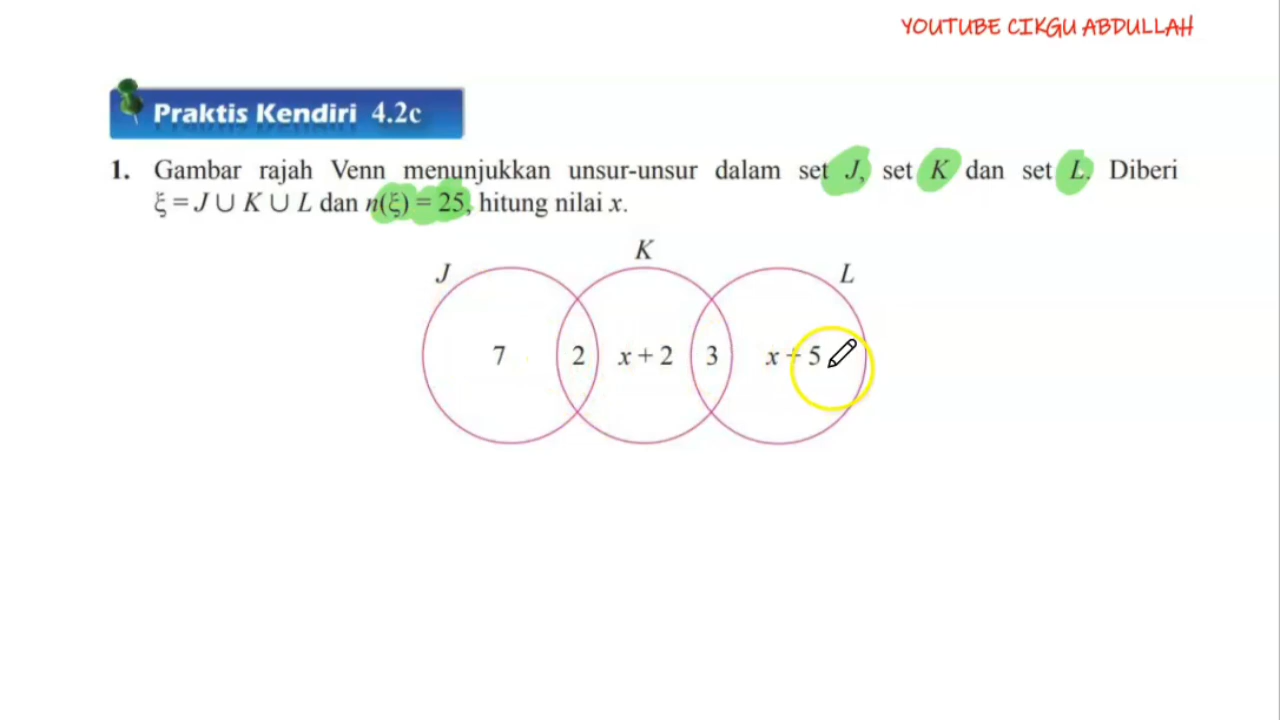 YOUTUBE CIKGU ABDULLAH
Praktis Kendiri 4.2c
1. Gambar rajah Venn menunjukkan unsur-unsur dalam set J, set K dan set L. Diberi
ξ = J ∪ K ∪ L dan n(ξ) = 25, hitung nilai x.
K
J L
7 2 x + 2 3 x + 5